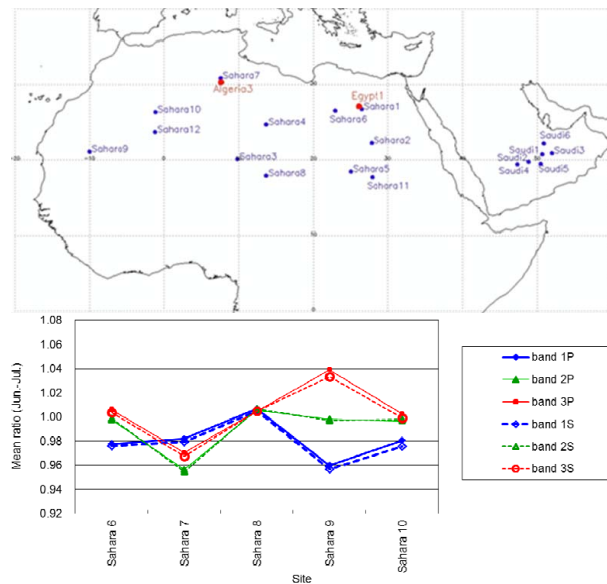 Sahara7
Algeria3
Egypt1
Sahara1
Sahara10
Sahara6
Sahara4
Sahara12
Sahara2
Saudi6
Sahara9
Saudi1
Saudi3
Saudi2
Sahara3
Saudi4
Saudi5
Sahara5
Sahara8
Sahara11
1.08
1.06
1.04
1.02
1.00
0.98
0.96
0.94
0.92
Mean ratio (Jun.-Jul.)
Sahara 6
Sahara 7
Sahara 8
Sahara 9
Sahara 10
Site
band 1P
band 2P
band 3P
band 1S
band 2S
band 3S